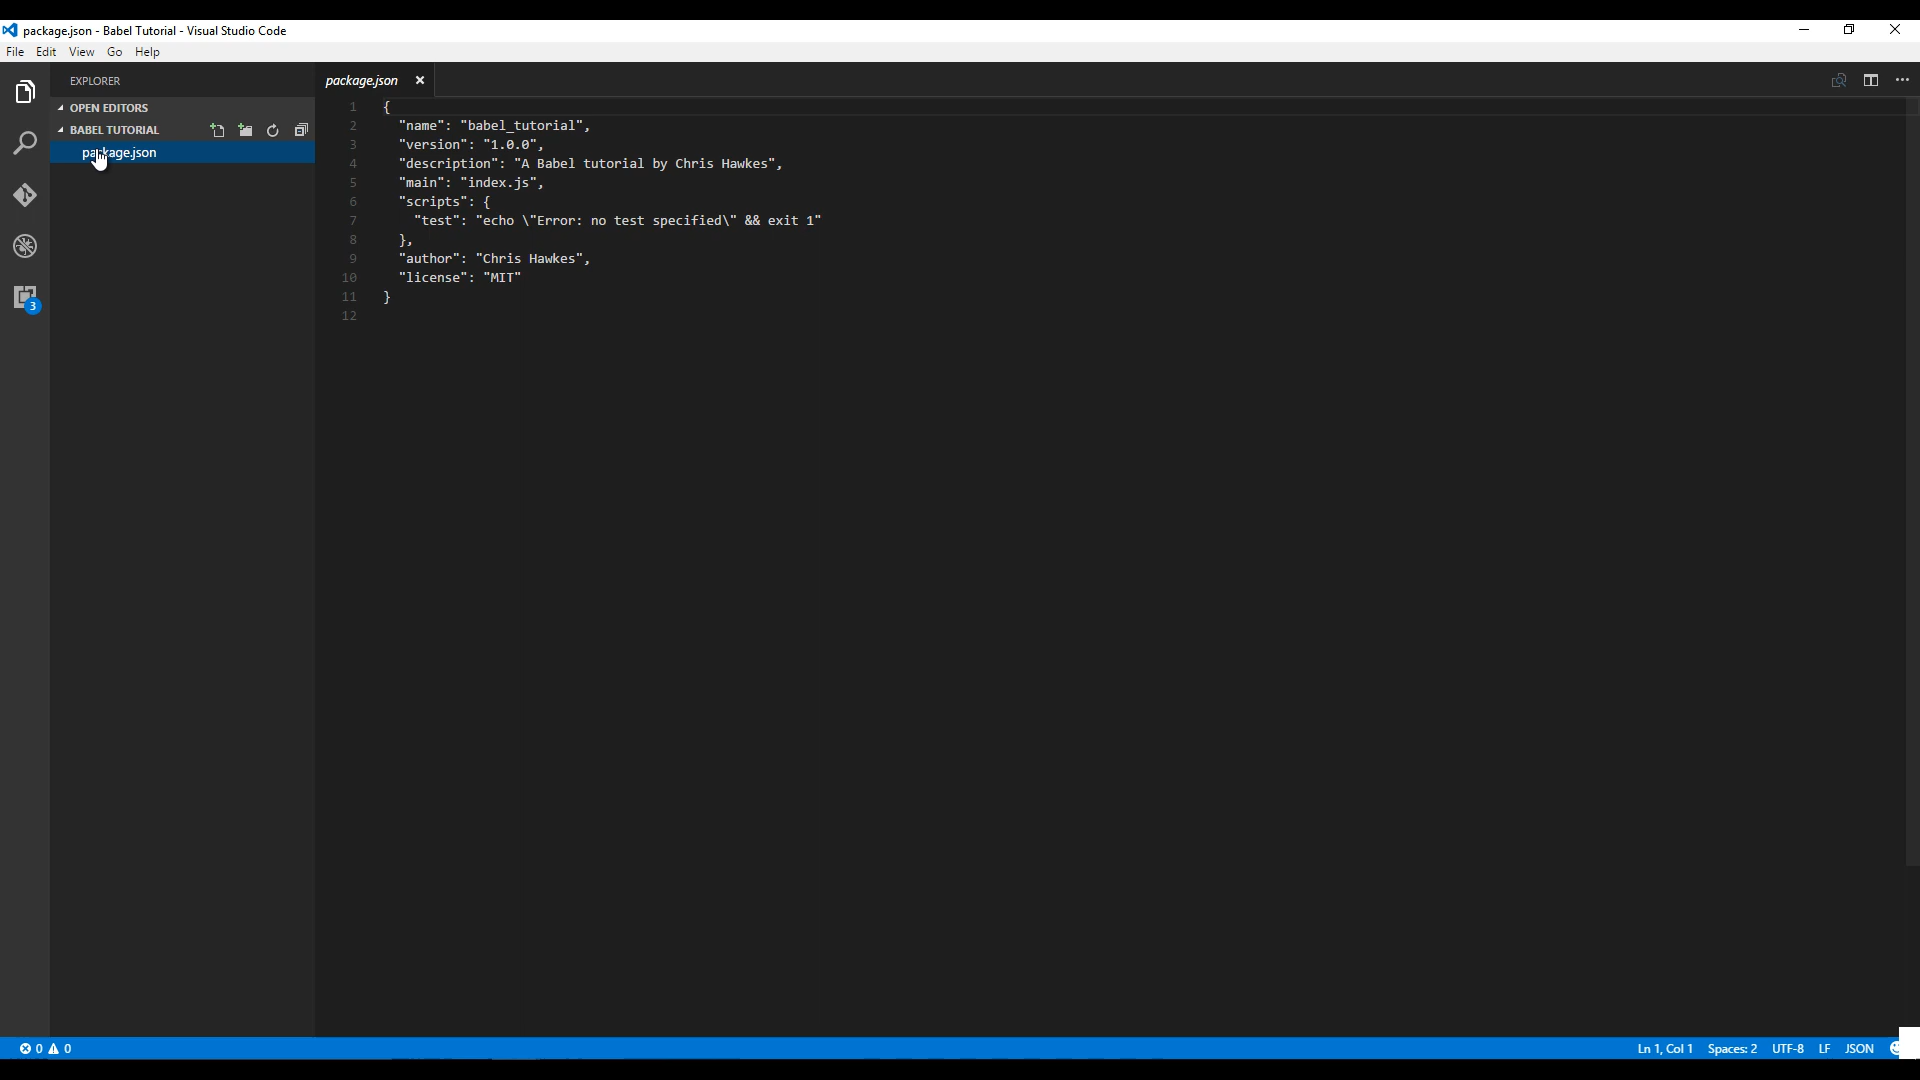 package.json - Babel Tutorial - Visual Studio Code
File Edit View Go Help
EXPLORER
OPEN EDITORS
BABEL TUTORIAL
package.json
package.json
1 {
2 "name": "babel_tutorial",
3 "version": "1.0.0",
4 "description": "A Babel tutorial by Chris Hawkes",
5 "main": "index.js",
6 "scripts": {
7 "test": "echo \"Error: no test specified\" && exit 1"
8 },
9 "author": "Chris Hawkes",
10 "license": "MIT"
11 }
12
3
0 0
Ln 1, Col 1 Spaces: 2 UTF-8 LF JSON